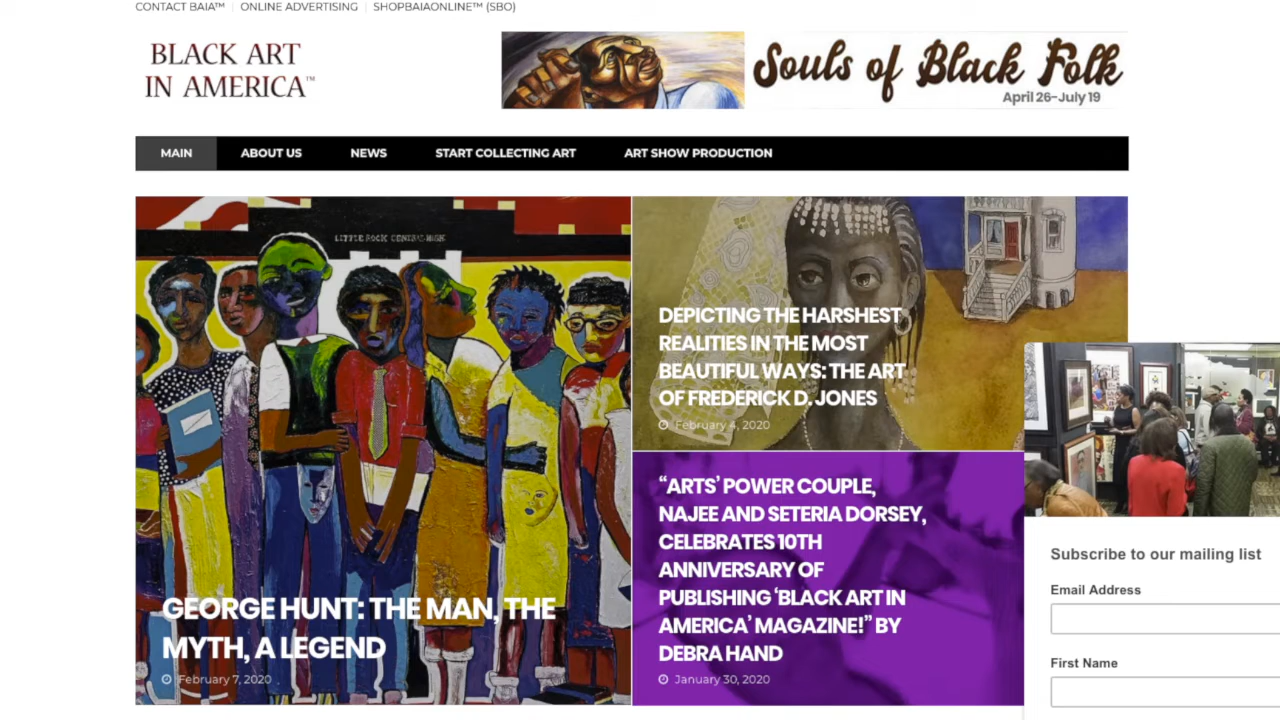 CONTACT BAIA™ ONLINE ADVERTISING SHOPBAIAONLINE™ (SBO)
BLACK ART
IN AMERICA™
Souls of Black Folk
April 26-July 19
MAIN ABOUT US NEWS START COLLECTING ART ART SHOW PRODUCTION
LITTLE ROCK CENTRAL HIGH
GEORGE HUNT: THE MAN, THE
MYTH, A LEGEND
February 7, 2020
DEPICTING THE HARSHEST
REALITIES IN THE MOST
BEAUTIFUL WAYS: THE ART
OF FREDERICK D. JONES
February 4, 2020
“ARTS’ POWER COUPLE,
NAJEE AND SETERIA DORSEY,
CELEBRATES 10TH
ANNIVERSARY OF
PUBLISHING ‘BLACK ART IN
AMERICA’ MAGAZINE!” BY
DEBRA HAND
January 30, 2020
Subscribe to our mailing list
Email Address
First Name